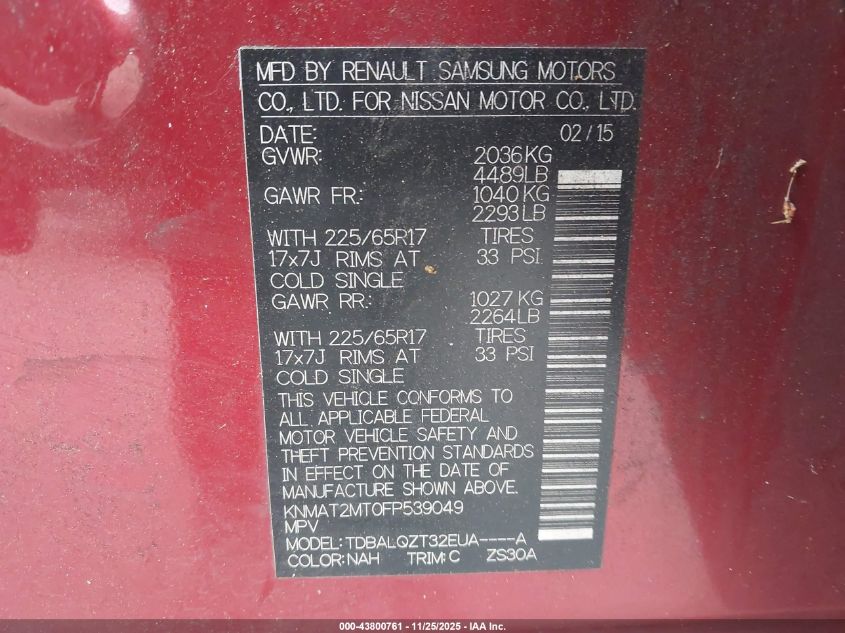 MFD BY RENAULT SAMSUNG MOTORS
CO., LTD. FOR NISSAN MOTOR CO., LTD.
DATE: 02/15
GVWR: 2036KG
4489LB
GAWR FR.: 1040KG
2293LB
WITH 225/65R17 TIRES
17x7J RIMS AT 33 PSI.
COLD SINGLE
GAWR RR.: 1027KG
2264LB
WITH 225/65R17 TIRES
17x7J RIMS AT 33 PSI
COLD SINGLE
THIS VEHICLE CONFORMS TO
ALL APPLICABLE FEDERAL
MOTOR VEHICLE SAFETY AND
THEFT PREVENTION STANDARDS
IN EFFECT ON THE DATE OF
MANUFACTURE SHOWN ABOVE.
KNMAT2MT0FP539049
MPV
MODEL:TDBALQZT32EUA----A
COLOR:NAH TRIM:C ZS30A
000-43800761 - 11/25/2025 - IAA Inc.